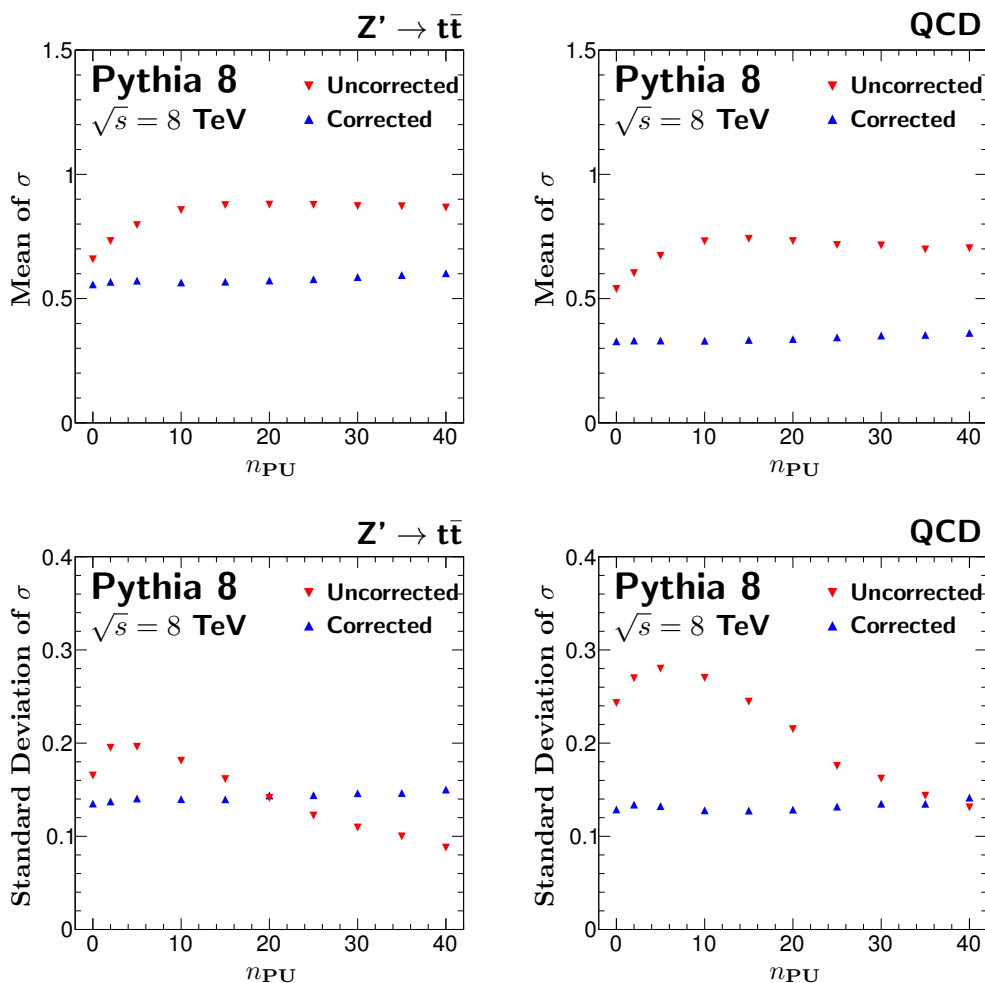 Z' → tt̄
Pythia 8
√s = 8 TeV
Uncorrected
Corrected
Mean of σ
1.5
1
0.5
0
0 10 20 30 40
n_PU
QCD
Pythia 8
√s = 8 TeV
Uncorrected
Corrected
Mean of σ
1.5
1
0.5
0
0 10 20 30 40
n_PU
Z' → tt̄
Pythia 8
√s = 8 TeV
Uncorrected
Corrected
Standard Deviation of σ
0.4
0.3
0.2
0.1
0
0 10 20 30 40
n_PU
QCD
Pythia 8
√s = 8 TeV
Uncorrected
Corrected
Standard Deviation of σ
0.4
0.3
0.2
0.1
0
0 10 20 30 40
n_PU